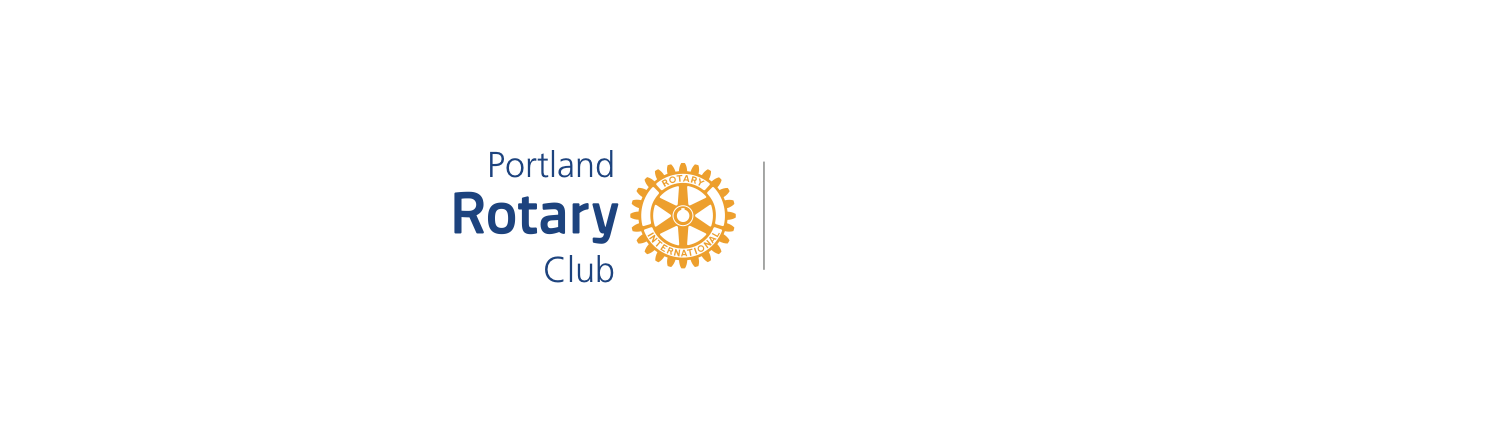 Portland
Rotary
Club
ROTARY
INTERNATIONAL